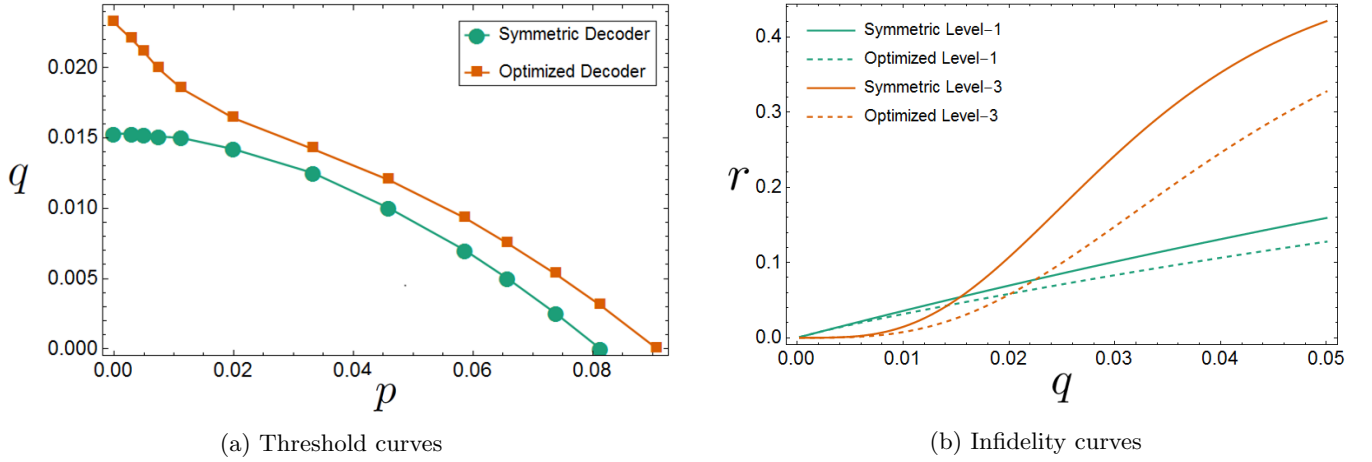 Symmetric Decoder
Optimized Decoder
q
0.020
0.015
0.010
0.005
0.000
0.00 0.02 0.04 0.06 0.08
p
(a) Threshold curves
Symmetric Level-1
Optimized Level-1
Symmetric Level-3
Optimized Level-3
r
0.4
0.3
0.2
0.1
0.0
0.00 0.01 0.02 0.03 0.04 0.05
q
(b) Infidelity curves